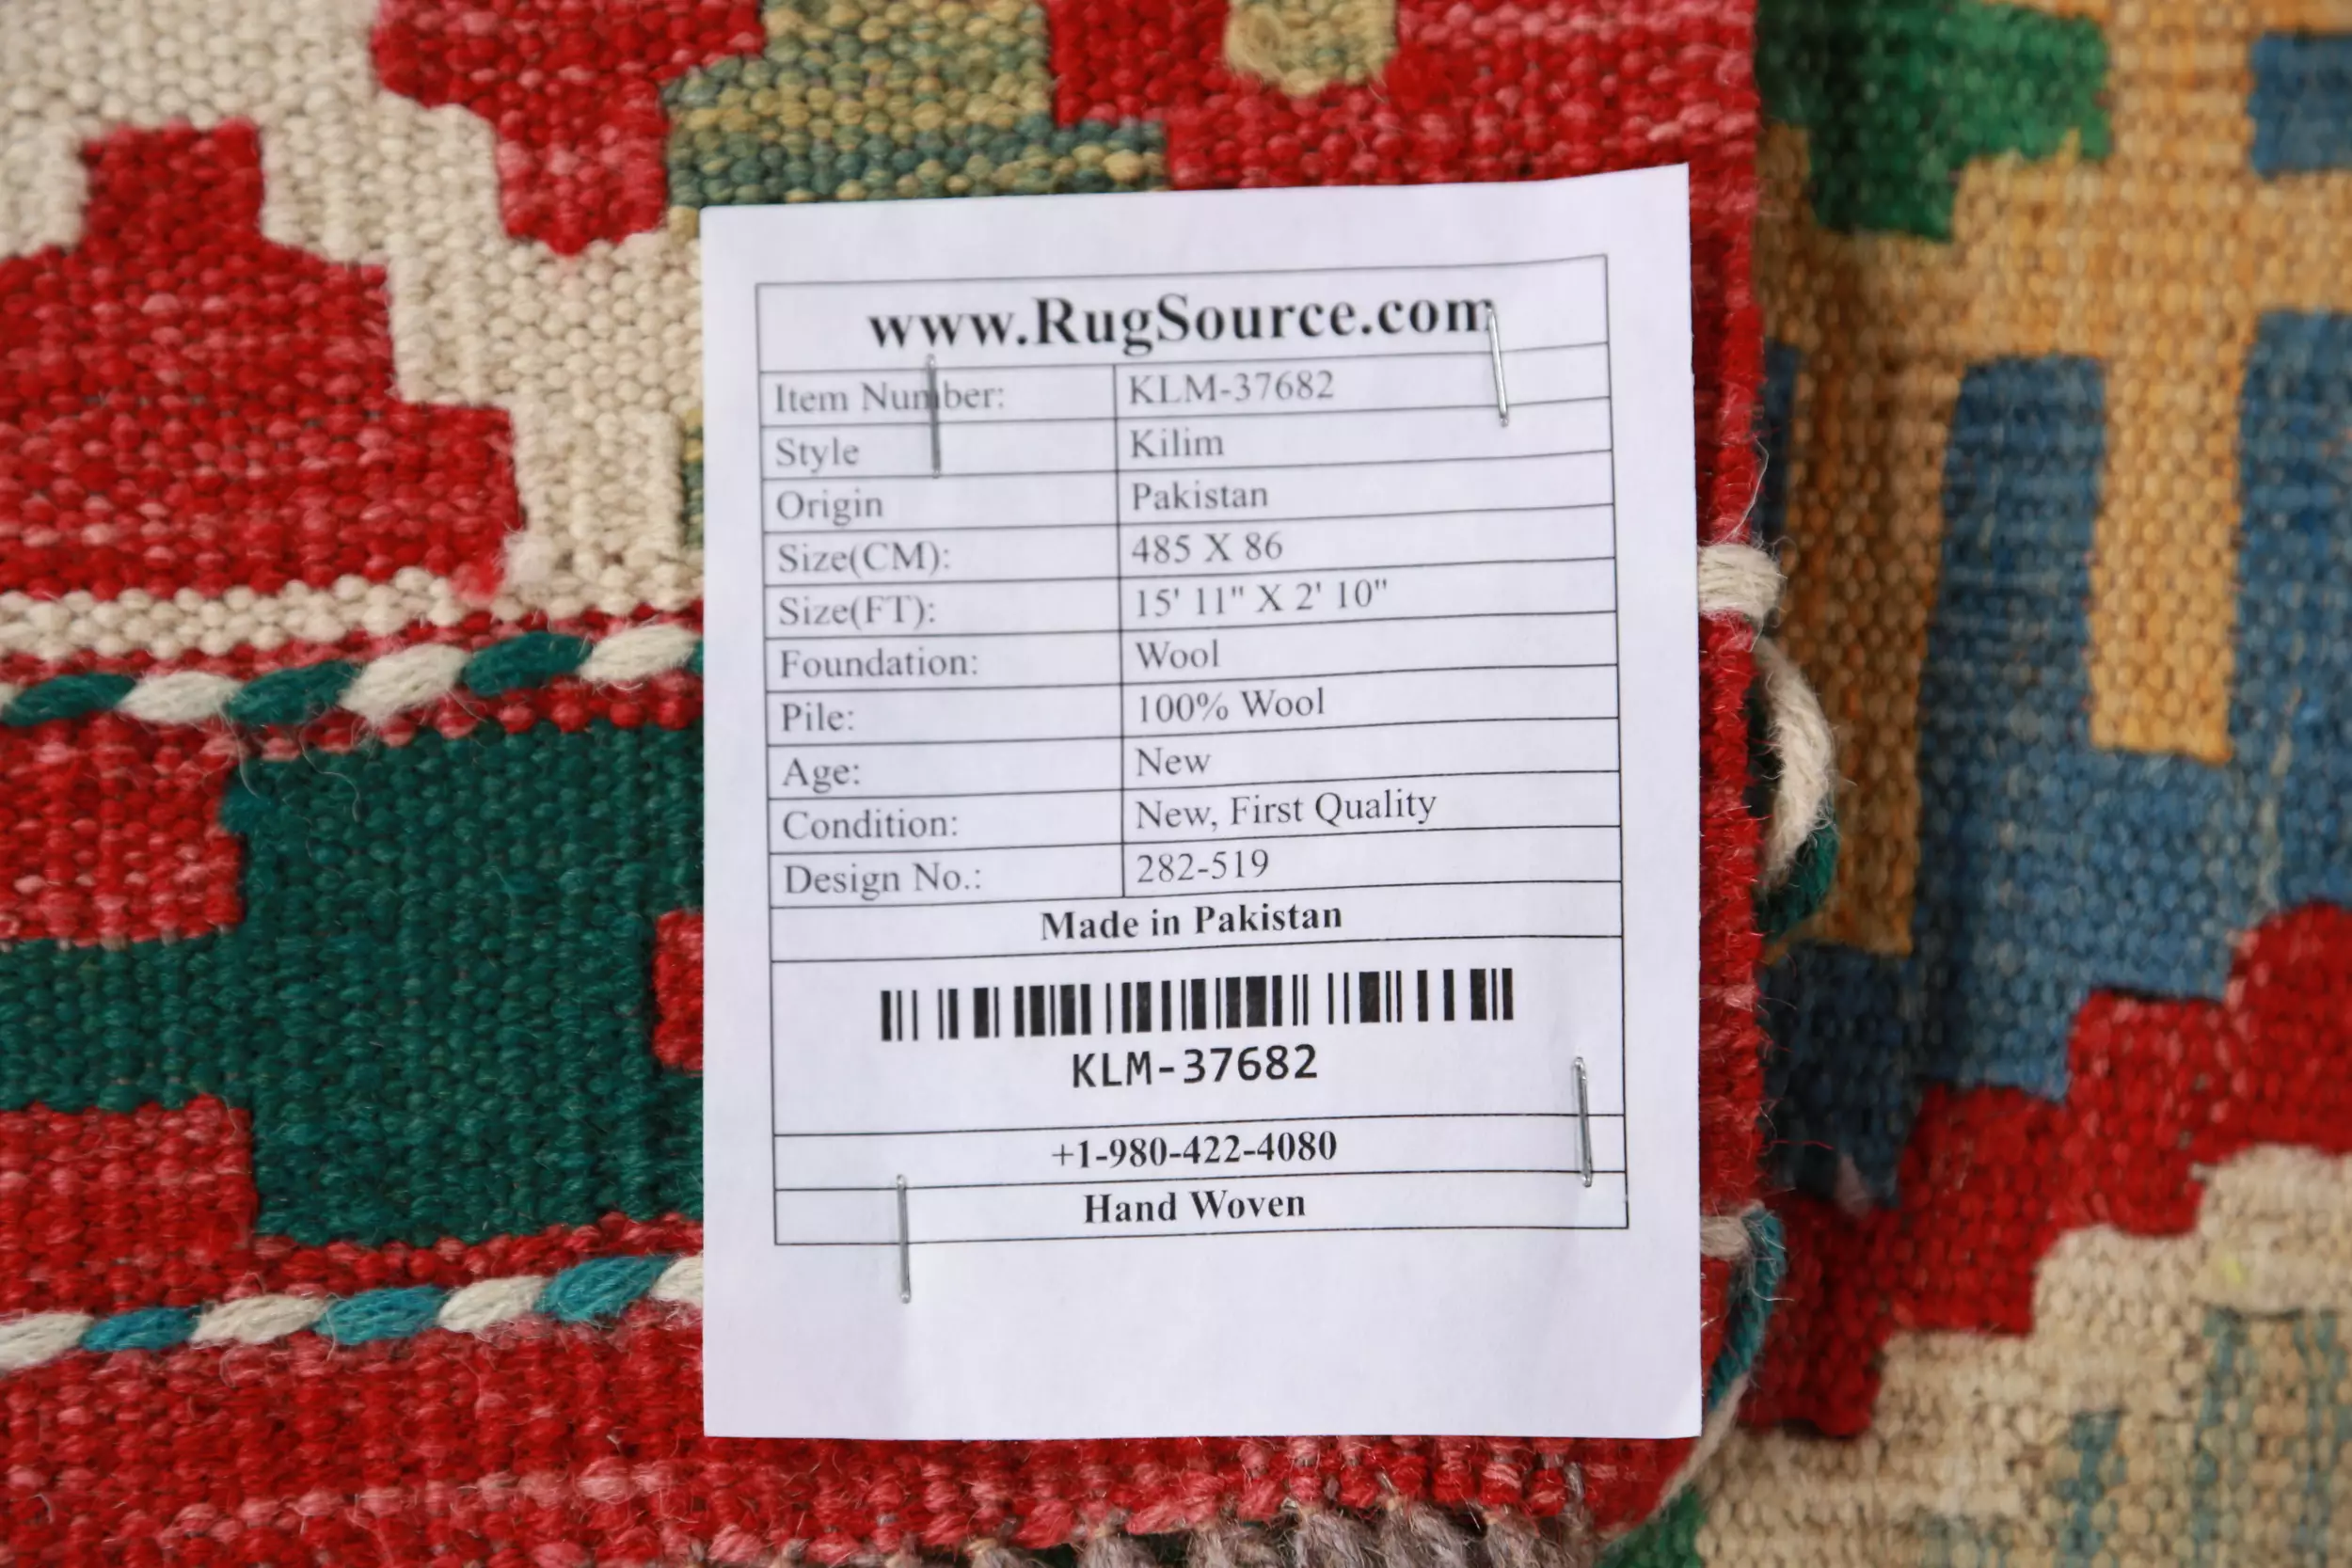 www.RugSource.com
Item Number: KLM-37682
Style Kilim
Origin Pakistan
Size(CM): 485 X 86
Size(FT): 15' 11" X 2' 10"
Foundation: Wool
Pile: 100% Wool
Age: New
Condition: New, First Quality
Design No.: 282-519
Made in Pakistan
KLM-37682
+1-980-422-4080
Hand Woven